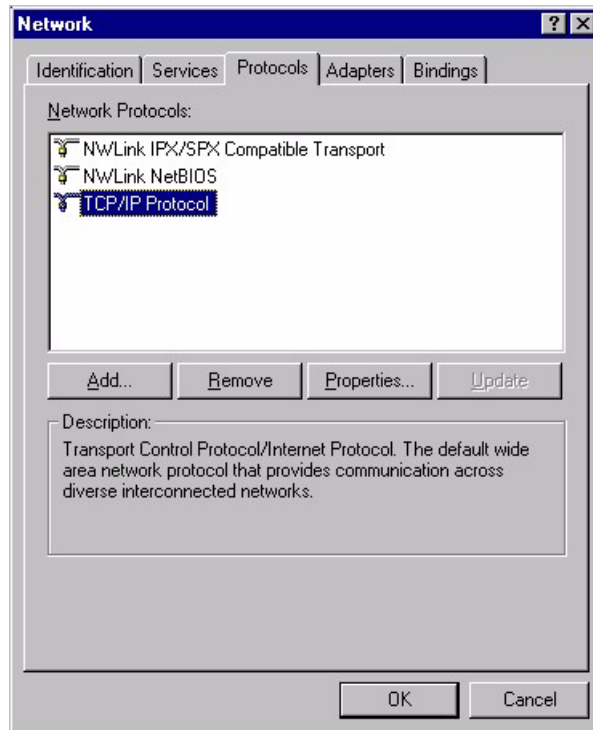 Network
Identification Services Protocols Adapters Bindings
Network Protocols:
NWLink IPX/SPX Compatible Transport
NWLink NetBIOS
TCP/IP Protocol
Add... Remove Properties... Update
Description:
Transport Control Protocol/Internet Protocol. The default wide
area network protocol that provides communication across
diverse interconnected networks.
OK Cancel